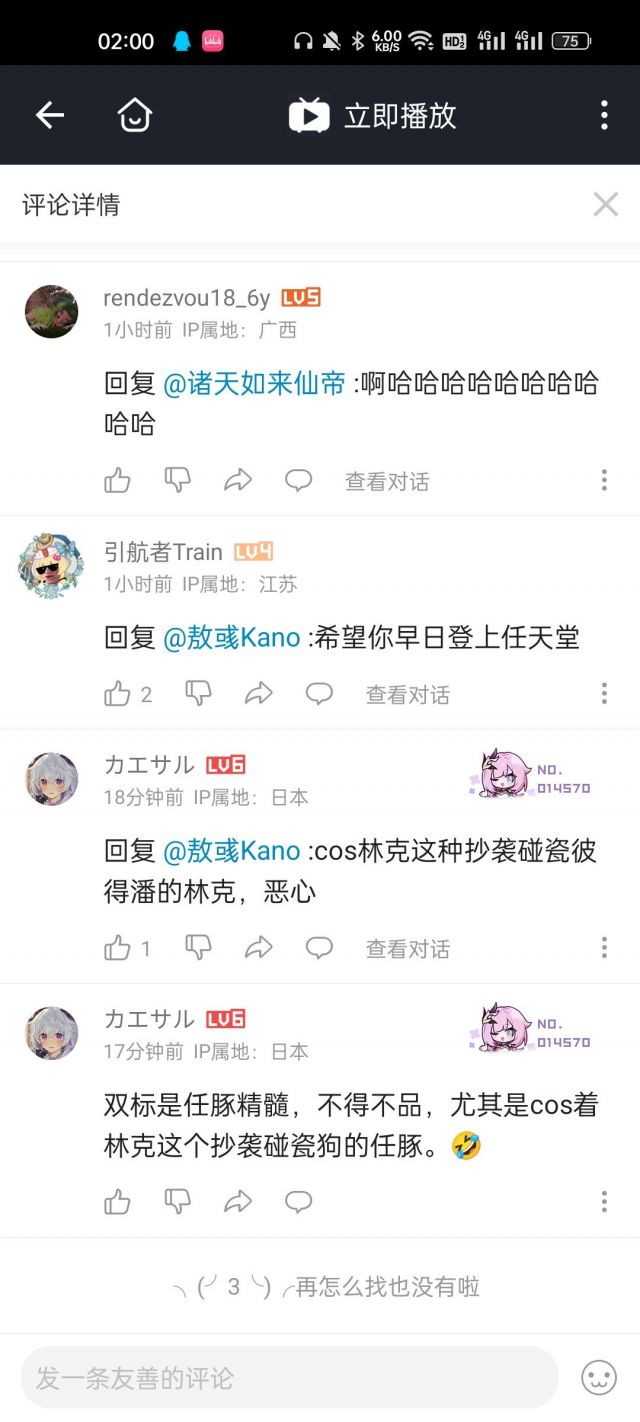 02:00
6.00 KB/S
HD
4G
4G
75
立即播放
评论详情
rendezvou18_6y LV5
1小时前 IP属地：广西
回复 @诸天如来仙帝 :啊哈哈哈哈哈哈哈哈
哈哈
查看对话
引航者Train LV4
1小时前 IP属地：江苏
回复 @敖彧Kano :希望你早日登上任天堂
2
查看对话
カエサル LV6
18分钟前 IP属地：日本
NO.
014570
回复 @敖彧Kano :cos林克这种抄袭碰瓷彼
得潘的林克，恶心
1
查看对话
カエサル LV6
17分钟前 IP属地：日本
NO.
014570
双标是任豚精髓，不得不品，尤其是cos着
林克这个抄袭碰瓷狗的任豚。🤣
╮(╯3╰)╭再怎么找也没有啦
发一条友善的评论